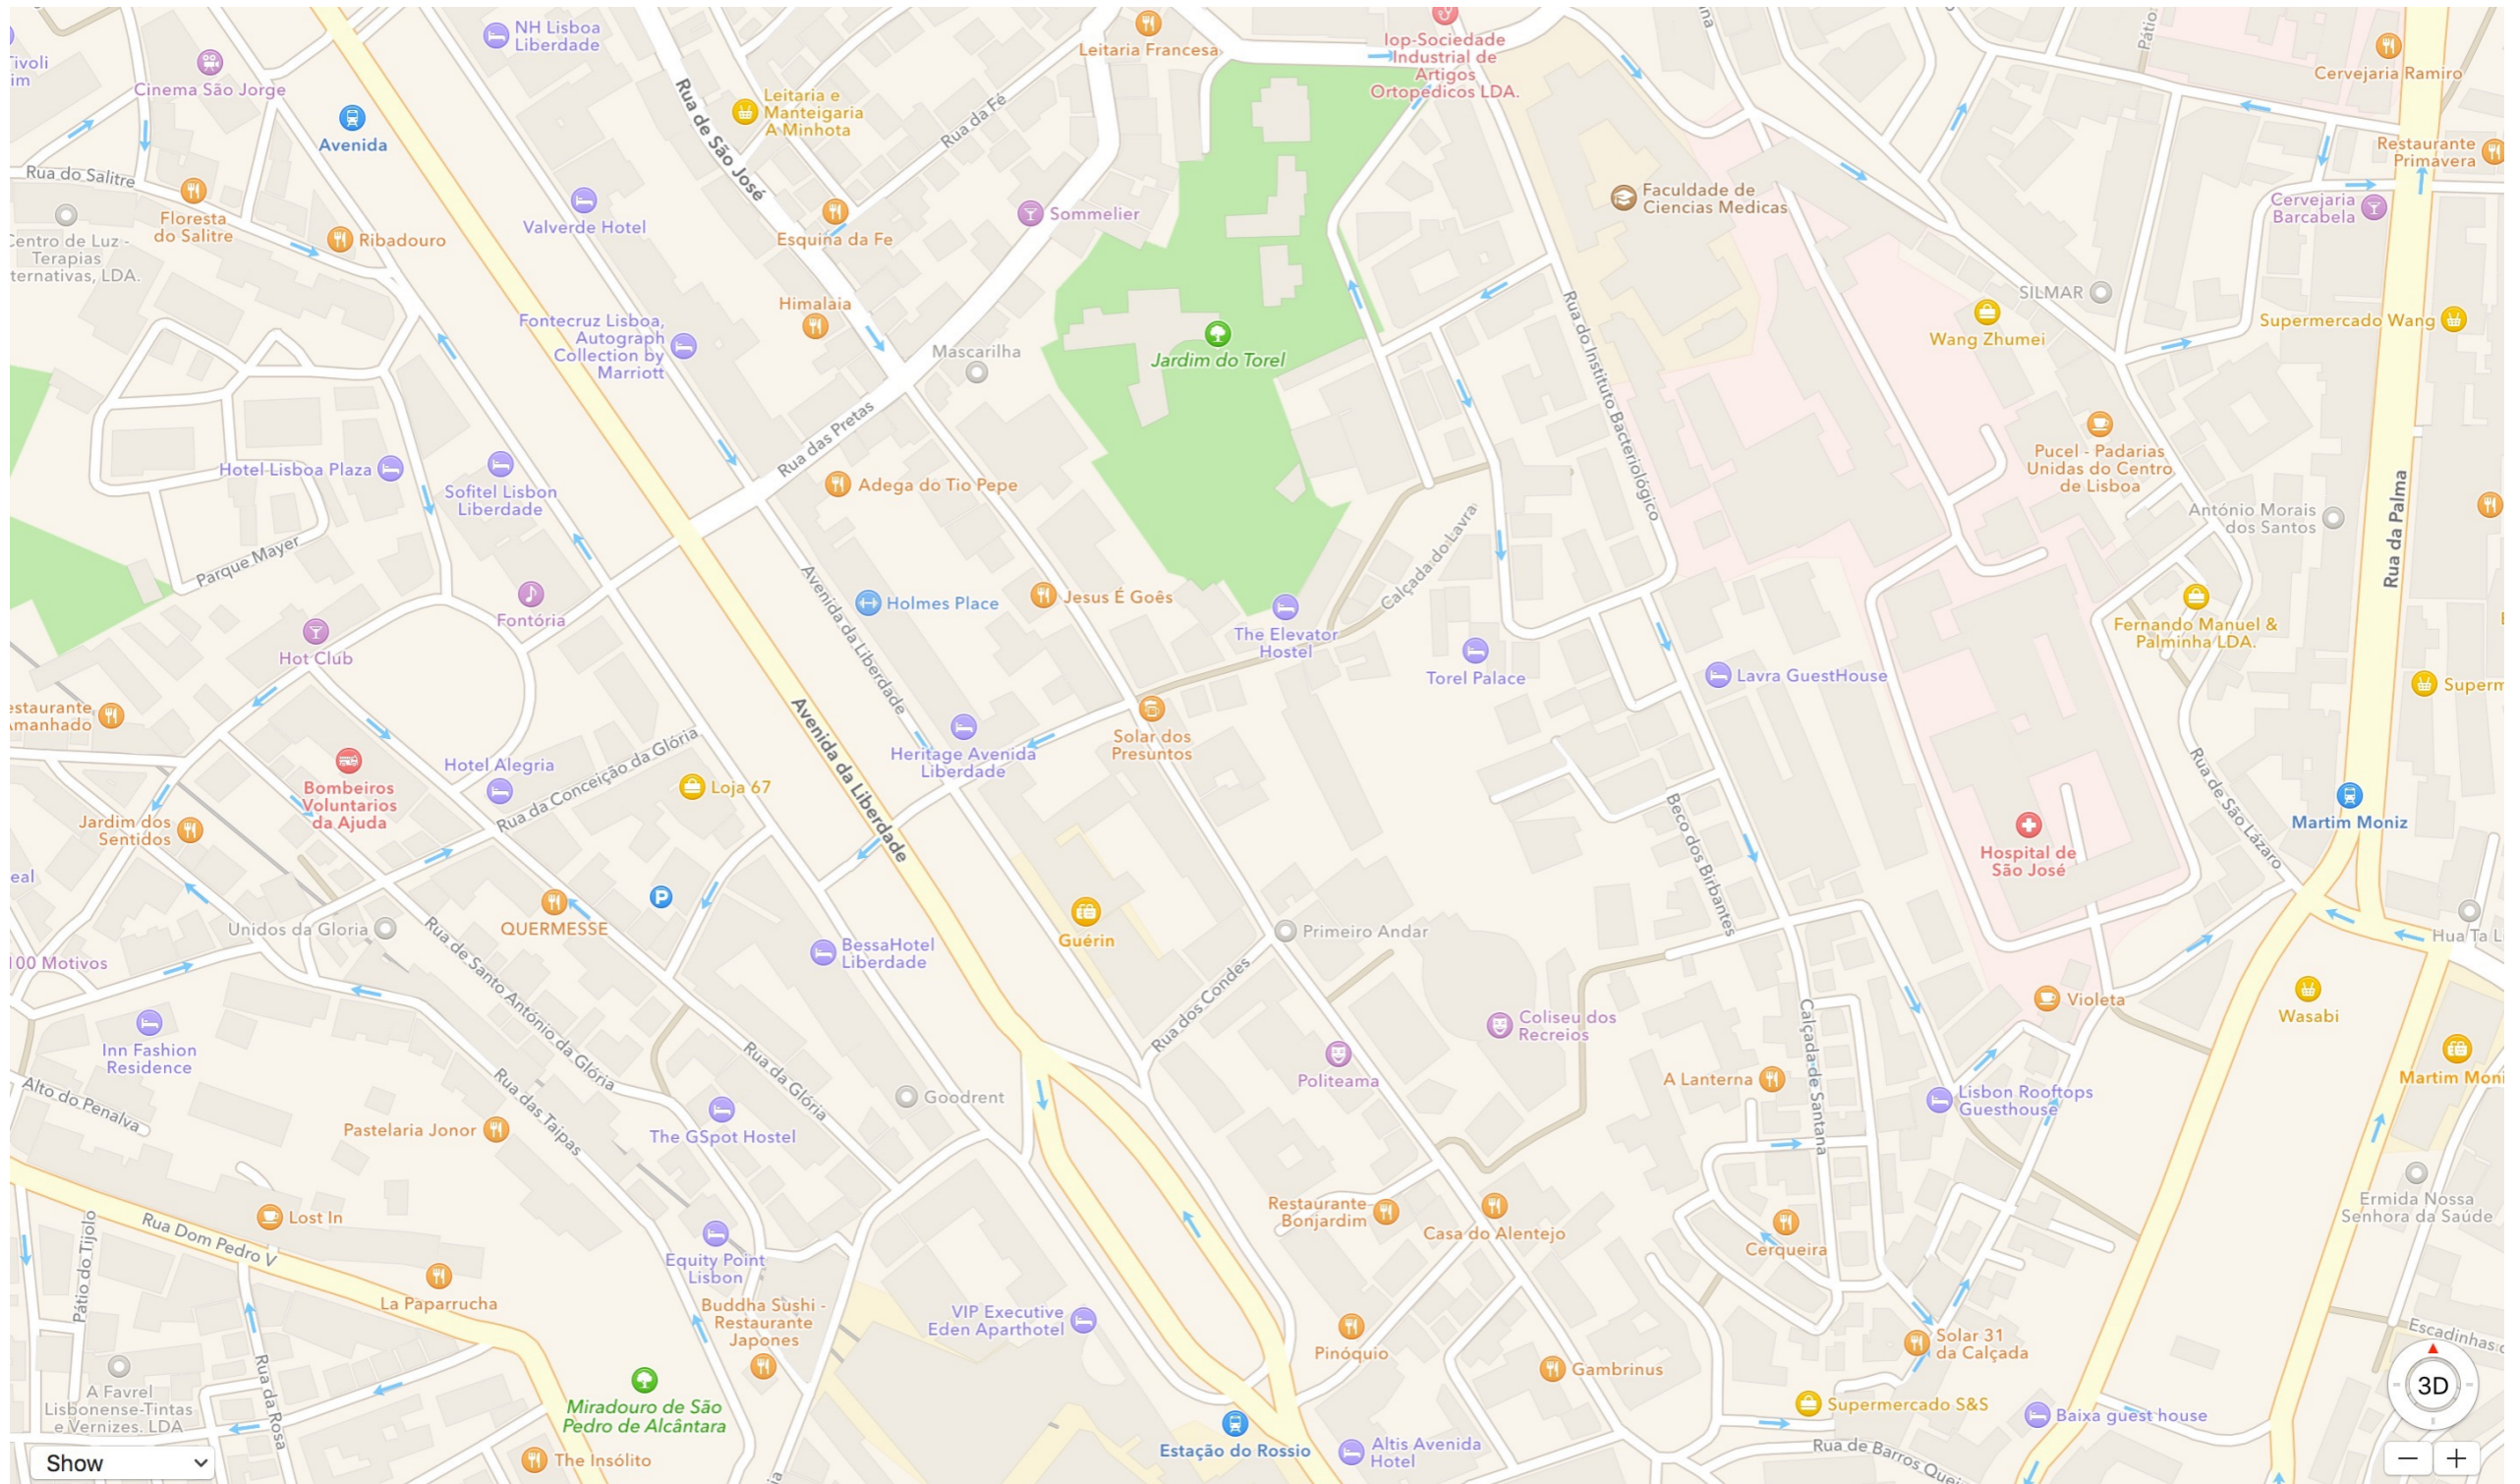 NH Lisboa
Liberdade
Leitaria Francesa
Iop-Sociedade
Industrial de
Artigos
Ortopedicos LDA.
Cervejaria Ramiro
Cinema São Jorge
Avenida
Leitaria e
Manteigaria
A Minhota
Rua de São José
Rua da Fé
Restaurante
Primavera
Rua do Salitre
Floresta
do Salitre
Ribadouro
Valverde Hotel
Esquina da Fe
Sommelier
Faculdade de
Ciencias Medicas
Cervejaria
Barcabela
Centro de Luz -
Terapias
ternativas, LDA.
Himalaia
SILMAR
Wang Zhumei
Supermercado Wang
Fontecruz Lisboa,
Autograph
Collection by
Marriott
Mascarilha
Jardim do Torel
Rua do Instituto Bacteriológico
Rua das Pretas
Hotel Lisboa Plaza
Sofitel Lisbon
Liberdade
Adega do Tio Pepe
Pucel - Padarias
Unidas do Centro
de Lisboa
António Morais
dos Santos
Rua da Palma
Parque Mayer
Calçada do Lavra
Fontória
Holmes Place
Jesus É Goês
The Elevator
Hostel
Fernando Manuel &
Palminha LDA.
Hot Club
Avenida da Liberdade
Torel Palace
Lavra GuestHouse
Superm
estaurante
manhado
Solar dos
Presuntos
Heritage Avenida
Liberdade
Avenida da Liberdade
Bombeiros
Voluntarios
da Ajuda
Hotel Alegria
Rua da Conceição da Glória
Loja 67
Rua de São Lázaro
Martim Moniz
Jardim dos
Sentidos
Beco dos Birbantes
Hospital de
São José
eal
Unidos da Gloria
QUERMESSE
P
BessaHotel
Liberdade
Guérin
Primeiro Andar
Hua Ta L
100 Motivos
Rua de Santo António da Glória
Rua dos Condes
Coliseu dos
Recreios
Violeta
Wasabi
Inn Fashion
Residence
Calçada de Santana
Alto do Penalva
Rua das Taipas
Rua da Glória
Politeama
A Lanterna
Martim Moni
Goodrent
Lisbon Rooftops
Guesthouse
Pastelaria Jonor
The GSpot Hostel
Lost In
Restaurante
Bonjardim
Casa do Alentejo
Cerqueira
Ermida Nossa
Senhora da Saúde
Pátio do Tijolo
Rua Dom Pedro V
Equity Point
Lisbon
La Paparrucha
Buddha Sushi -
Restaurante
Japones
VIP Executive
Eden Aparthotel
Pinóquio
Gambrinus
Solar 31
da Calçada
Escadinhas
A Favrel
Lisbonense-Tintas
e Vernizes. LDA
Rua da Rosa
Miradouro de São
Pedro de Alcântara
Supermercado S&S
Baixa guest house
3D
Estação do Rossio
Altis Avenida
Hotel
Rua de Barros Quei
Show
The Insólito